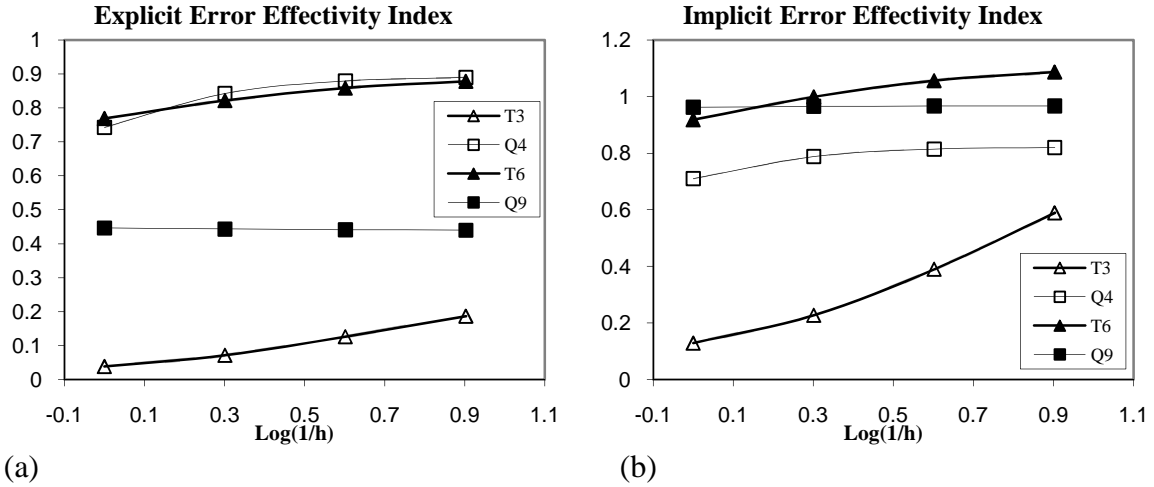 Explicit Error Effectivity Index
1
0.9
0.8
0.7
0.6
0.5
0.4
0.3
0.2
0.1
0
-0.1 0.1 0.3 0.5 0.7 0.9 1.1
Log(1/h)
T3
Q4
T6
Q9
(a)
Implicit Error Effectivity Index
1.2
1
0.8
0.6
0.4
0.2
0
-0.1 0.1 0.3 0.5 0.7 0.9 1.1
Log(1/h)
T3
Q4
T6
Q9
(b)